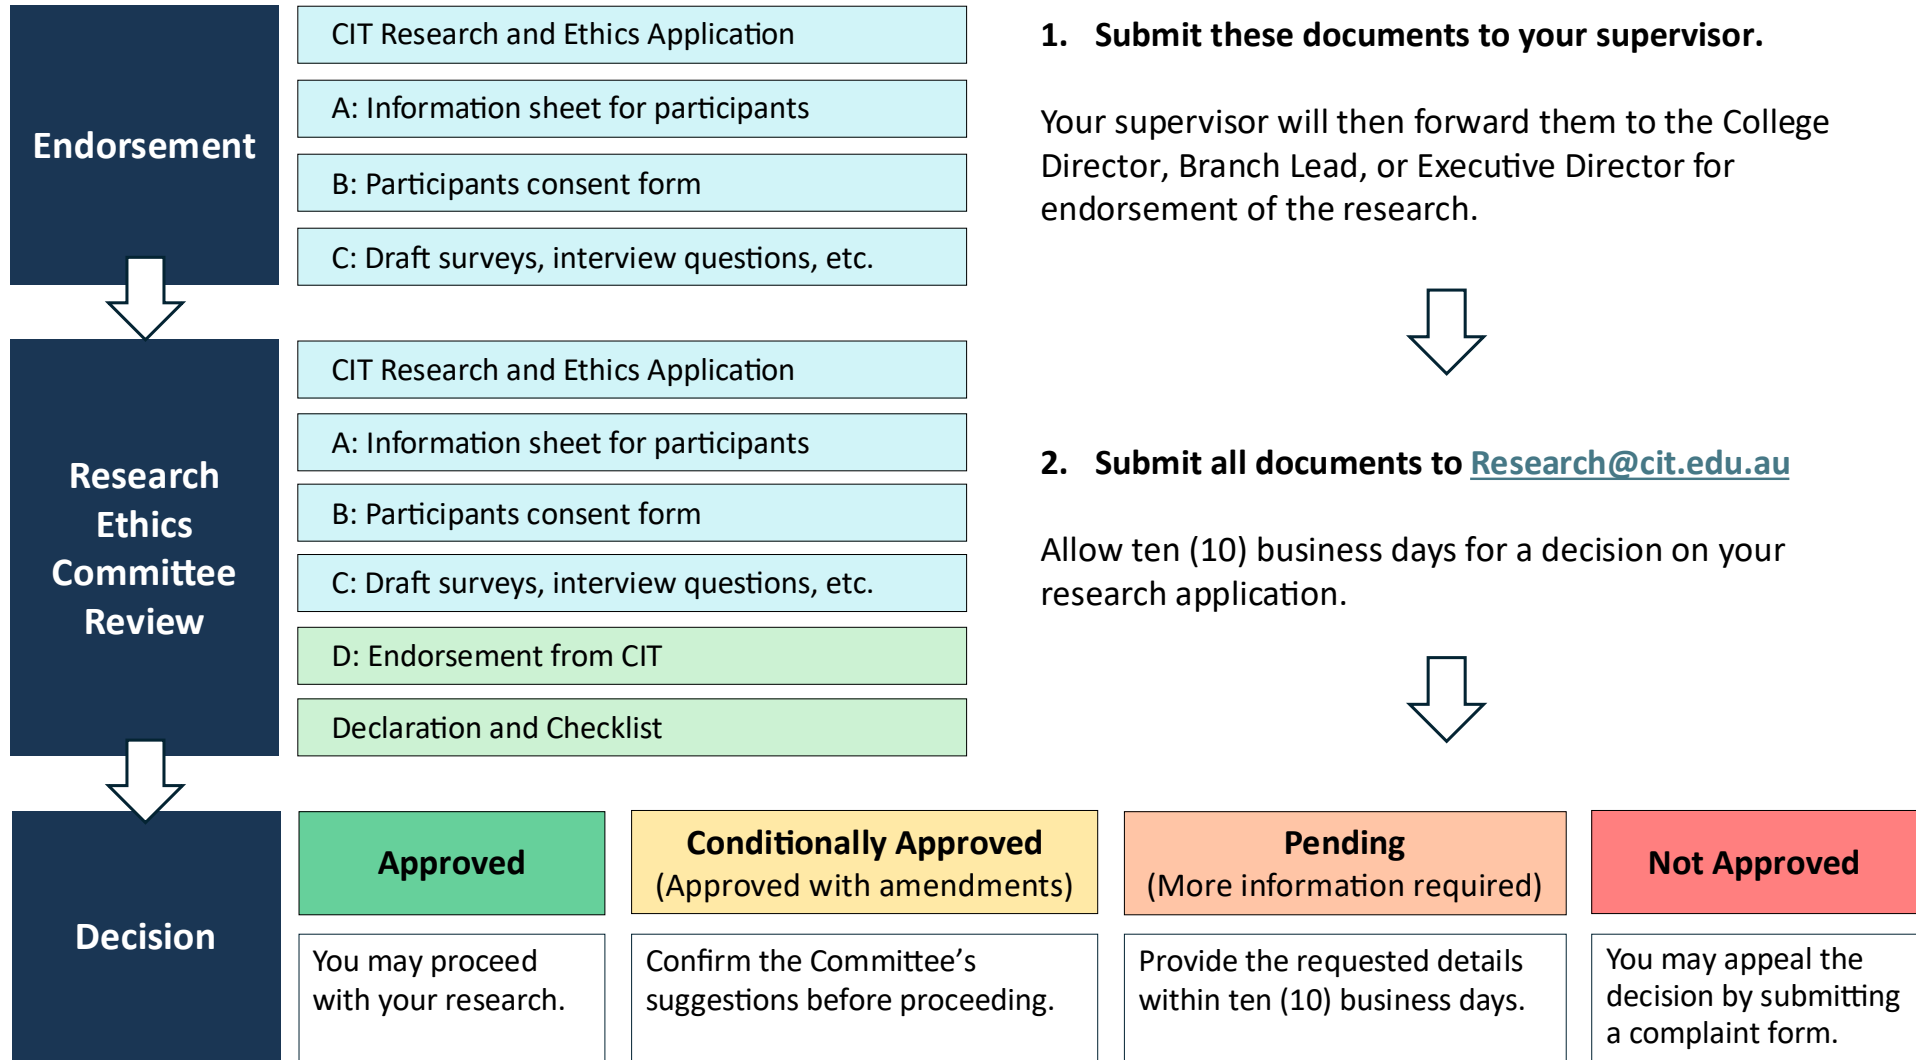 Endorsement
CIT Research and Ethics Application
A: Information sheet for participants
B: Participants consent form
C: Draft surveys, interview questions, etc.
1. Submit these documents to your supervisor.
Your supervisor will then forward them to the College
Director, Branch Lead, or Executive Director for
endorsement of the research.
Research
Ethics
Committee
Review
CIT Research and Ethics Application
A: Information sheet for participants
B: Participants consent form
C: Draft surveys, interview questions, etc.
D: Endorsement from CIT
Declaration and Checklist
2. Submit all documents to Research@cit.edu.au
Allow ten (10) business days for a decision on your
research application.
Decision
Approved
You may proceed
with your research.
Conditionally Approved
(Approved with amendments)
Confirm the Committee’s
suggestions before proceeding.
Pending
(More information required)
Provide the requested details
within ten (10) business days.
Not Approved
You may appeal the
decision by submitting
a complaint form.